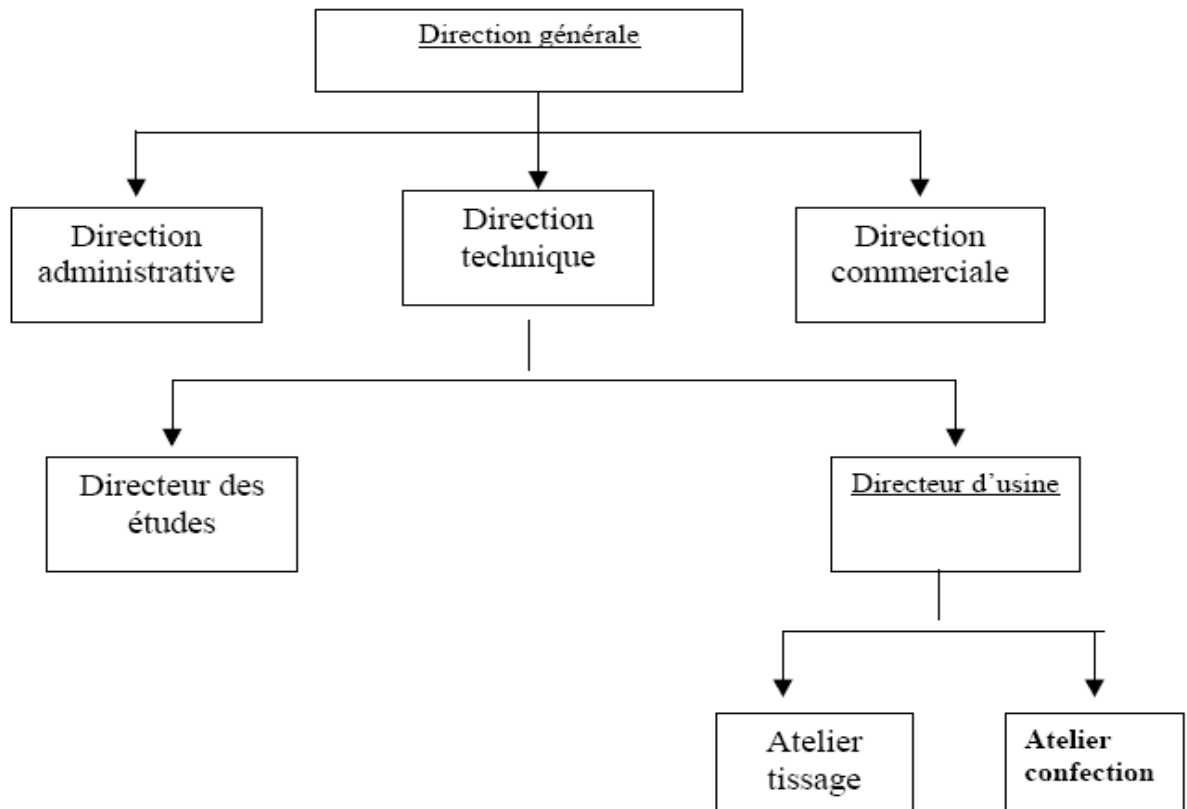 Direction générale
Direction
administrative
Direction
technique
Direction
commerciale
Directeur des
études
Directeur d’usine
Atelier
tissage
Atelier
confection